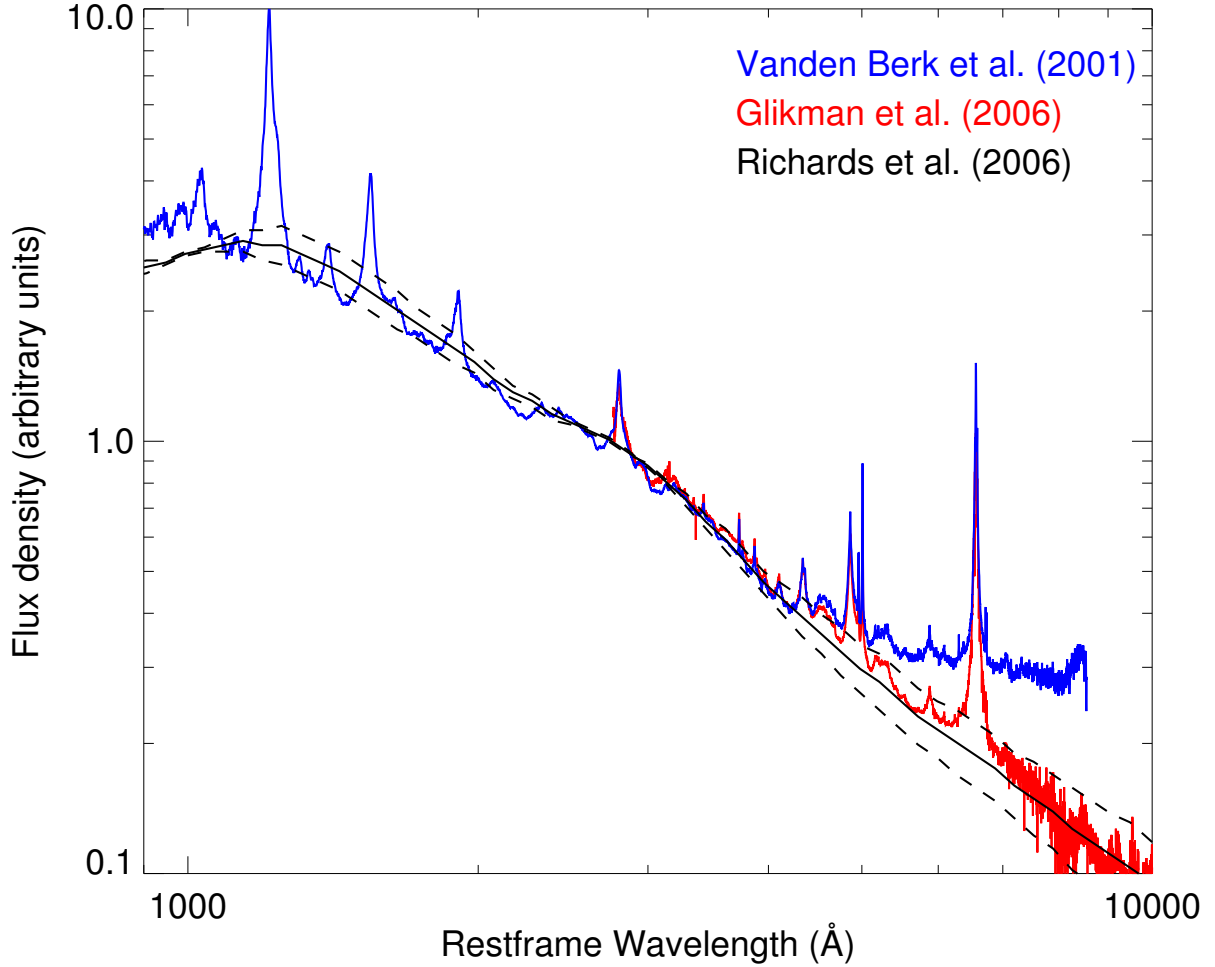 10.0
Vanden Berk et al. (2001)
Glikman et al. (2006)
Richards et al. (2006)
Flux density (arbitrary units)
1.0
0.1
1000
10000
Restframe Wavelength (Å)